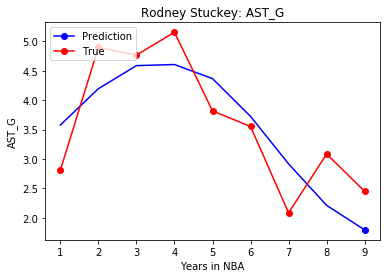 Rodney Stuckey: AST_G
Prediction
True
5.0
4.5
4.0
3.5
3.0
2.5
2.0
AST_G
1 2 3 4 5 6 7 8 9
Years in NBA